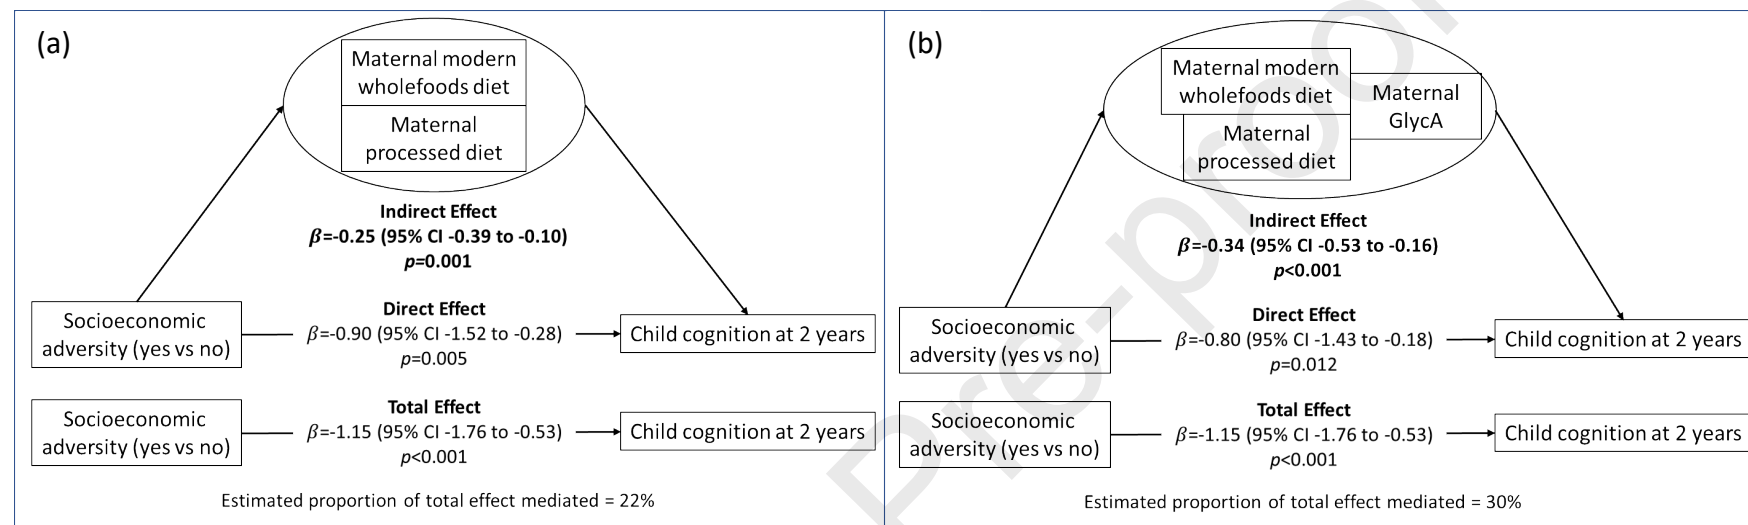 (a)
Maternal modern
wholefoods diet
Maternal
processed diet
Indirect Effect
β=-0.25 (95% CI -0.39 to -0.10)
p=0.001
Socioeconomic
adversity (yes vs no)
Direct Effect
β=-0.90 (95% CI -1.52 to -0.28)
p=0.005
Child cognition at 2 years
Socioeconomic
adversity (yes vs no)
Total Effect
β=-1.15 (95% CI -1.76 to -0.53)
p<0.001
Child cognition at 2 years
Estimated proportion of total effect mediated = 22%
(b)
Maternal modern
wholefoods diet
Maternal
GlycA
Maternal
processed diet
Indirect Effect
β=-0.34 (95% CI -0.53 to -0.16)
p<0.001
Socioeconomic
adversity (yes vs no)
Direct Effect
β=-0.80 (95% CI -1.43 to -0.18)
p=0.012
Child cognition at 2 years
Socioeconomic
adversity (yes vs no)
Total Effect
β=-1.15 (95% CI -1.76 to -0.53)
p<0.001
Child cognition at 2 years
Estimated proportion of total effect mediated = 30%
Pre-proof